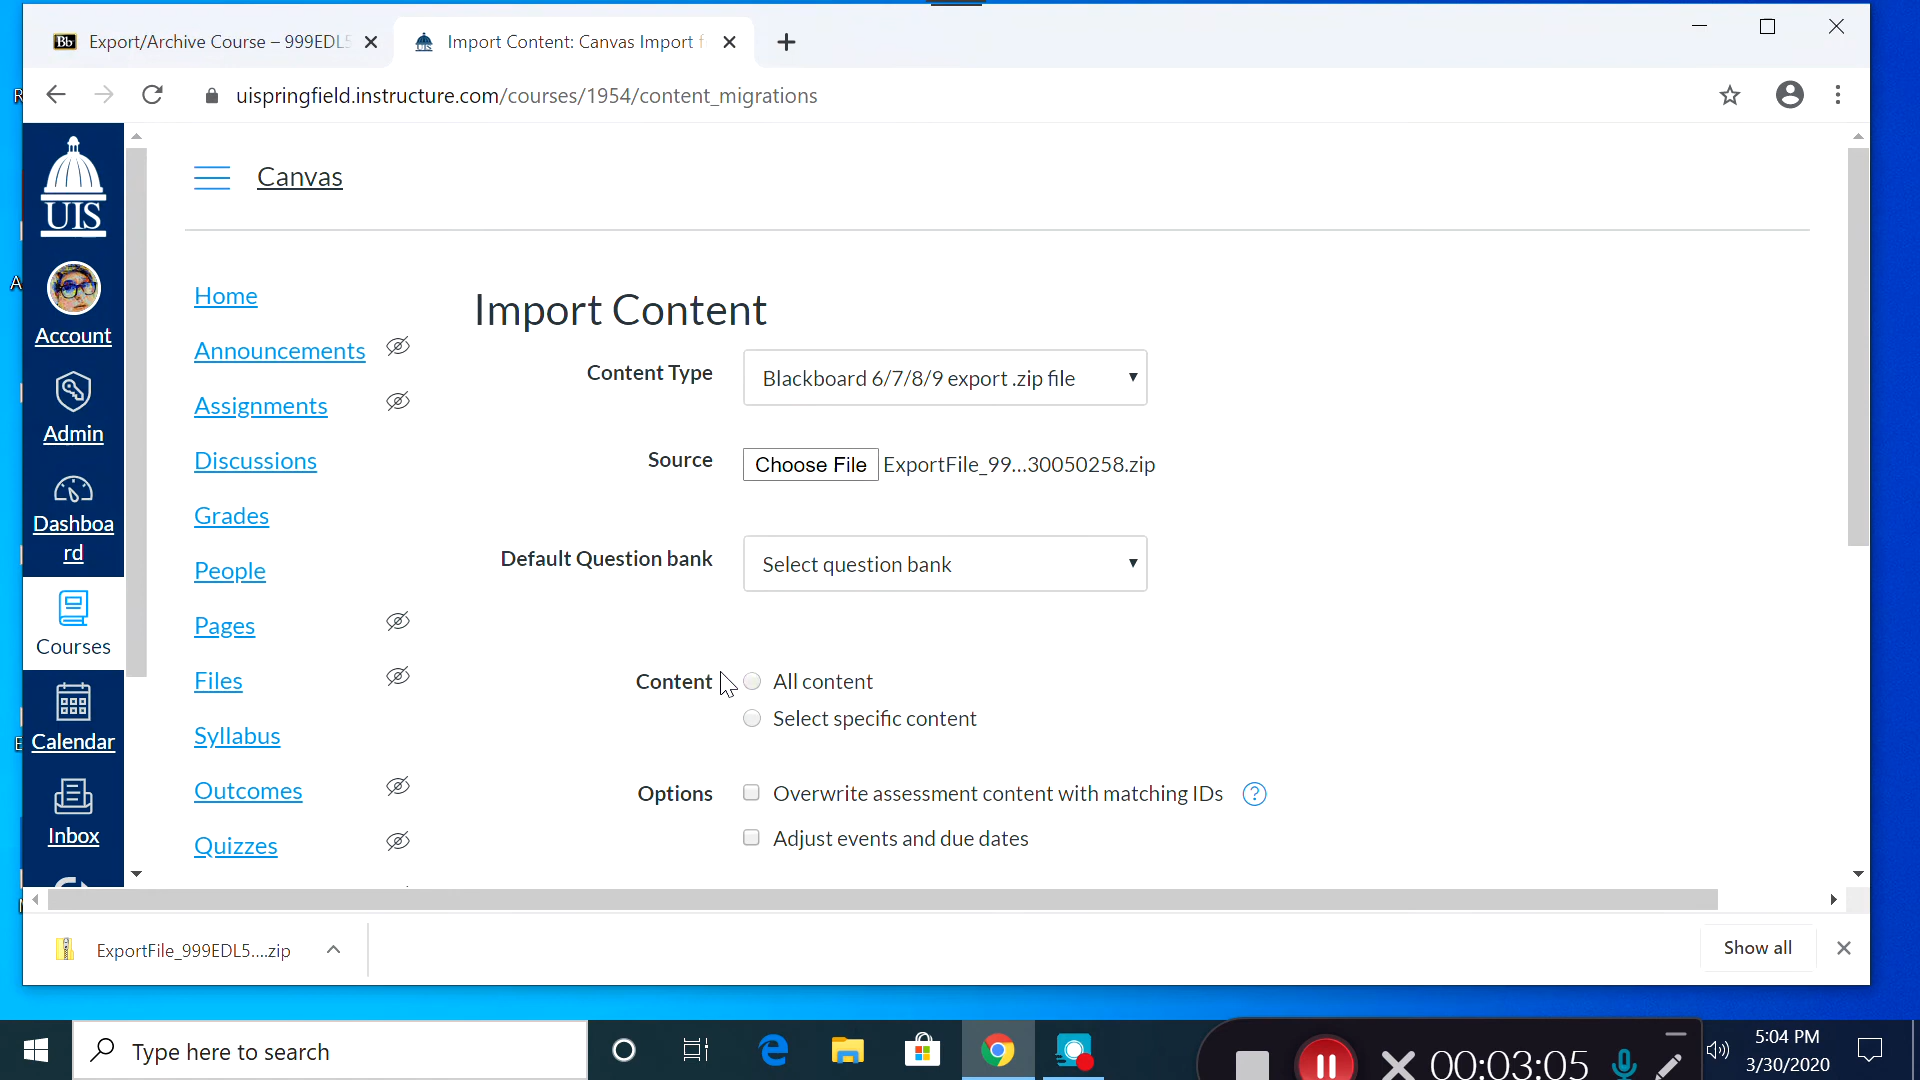 Bb Export/Archive Course – 999EDL5
Import Content: Canvas Import f
uispringfield.instructure.com/courses/1954/content_migrations
UIS
Account
Admin
Dashboa
rd
Courses
Calendar
Inbox
Canvas
Home
Announcements
Assignments
Discussions
Grades
People
Pages
Files
Syllabus
Outcomes
Quizzes
Import Content
Content Type
Blackboard 6/7/8/9 export .zip file
Source
Choose File ExportFile_99...30050258.zip
Default Question bank
Select question bank
Content
All content
Select specific content
Options
Overwrite assessment content with matching IDs ?
Adjust events and due dates
ExportFile_999EDL5....zip
Show all
Type here to search
00:03:05
5:04 PM
3/30/2020